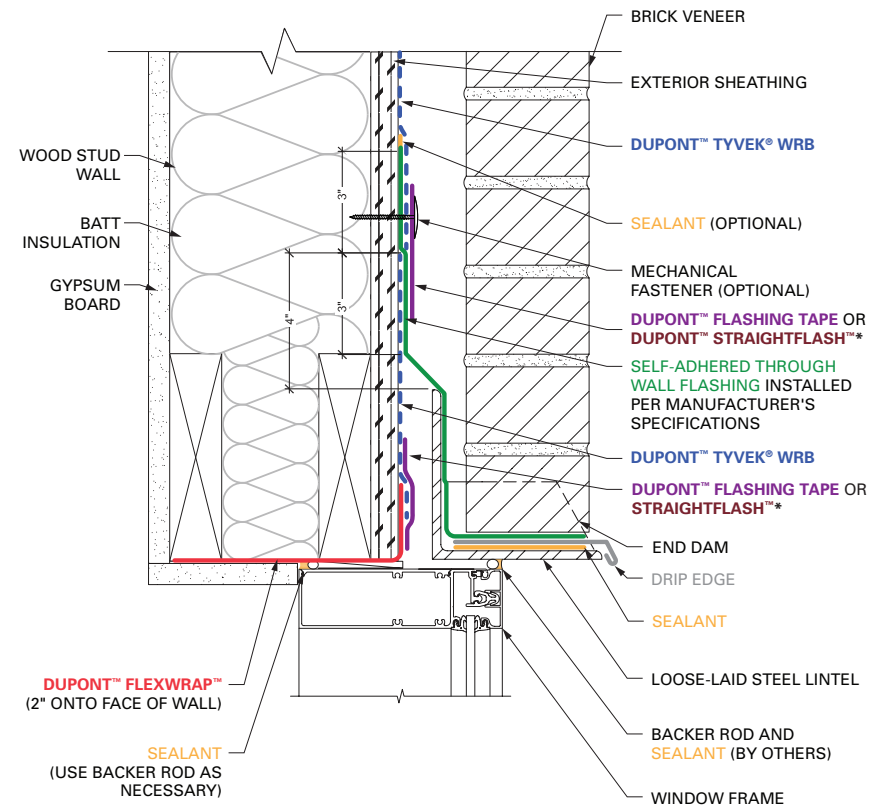 BRICK VENEER
EXTERIOR SHEATHING
DUPONT™ TYVEK® WRB
SEALANT (OPTIONAL)
MECHANICAL
FASTENER (OPTIONAL)
DUPONT™ FLASHING TAPE OR
DUPONT™ STRAIGHTFLASH™*
SELF-ADHERED THROUGH
WALL FLASHING INSTALLED
PER MANUFACTURER'S
SPECIFICATIONS
DUPONT™ TYVEK® WRB
DUPONT™ FLASHING TAPE OR
STRAIGHTFLASH™*
END DAM
DRIP EDGE
SEALANT
LOOSE-LAID STEEL LINTEL
BACKER ROD AND
SEALANT (BY OTHERS)
WINDOW FRAME
WOOD STUD
WALL
BATT
INSULATION
GYPSUM
BOARD
3"
3"
4"
DUPONT™ FLEXWRAP™
(2" ONTO FACE OF WALL)
SEALANT
(USE BACKER ROD AS
NECESSARY)